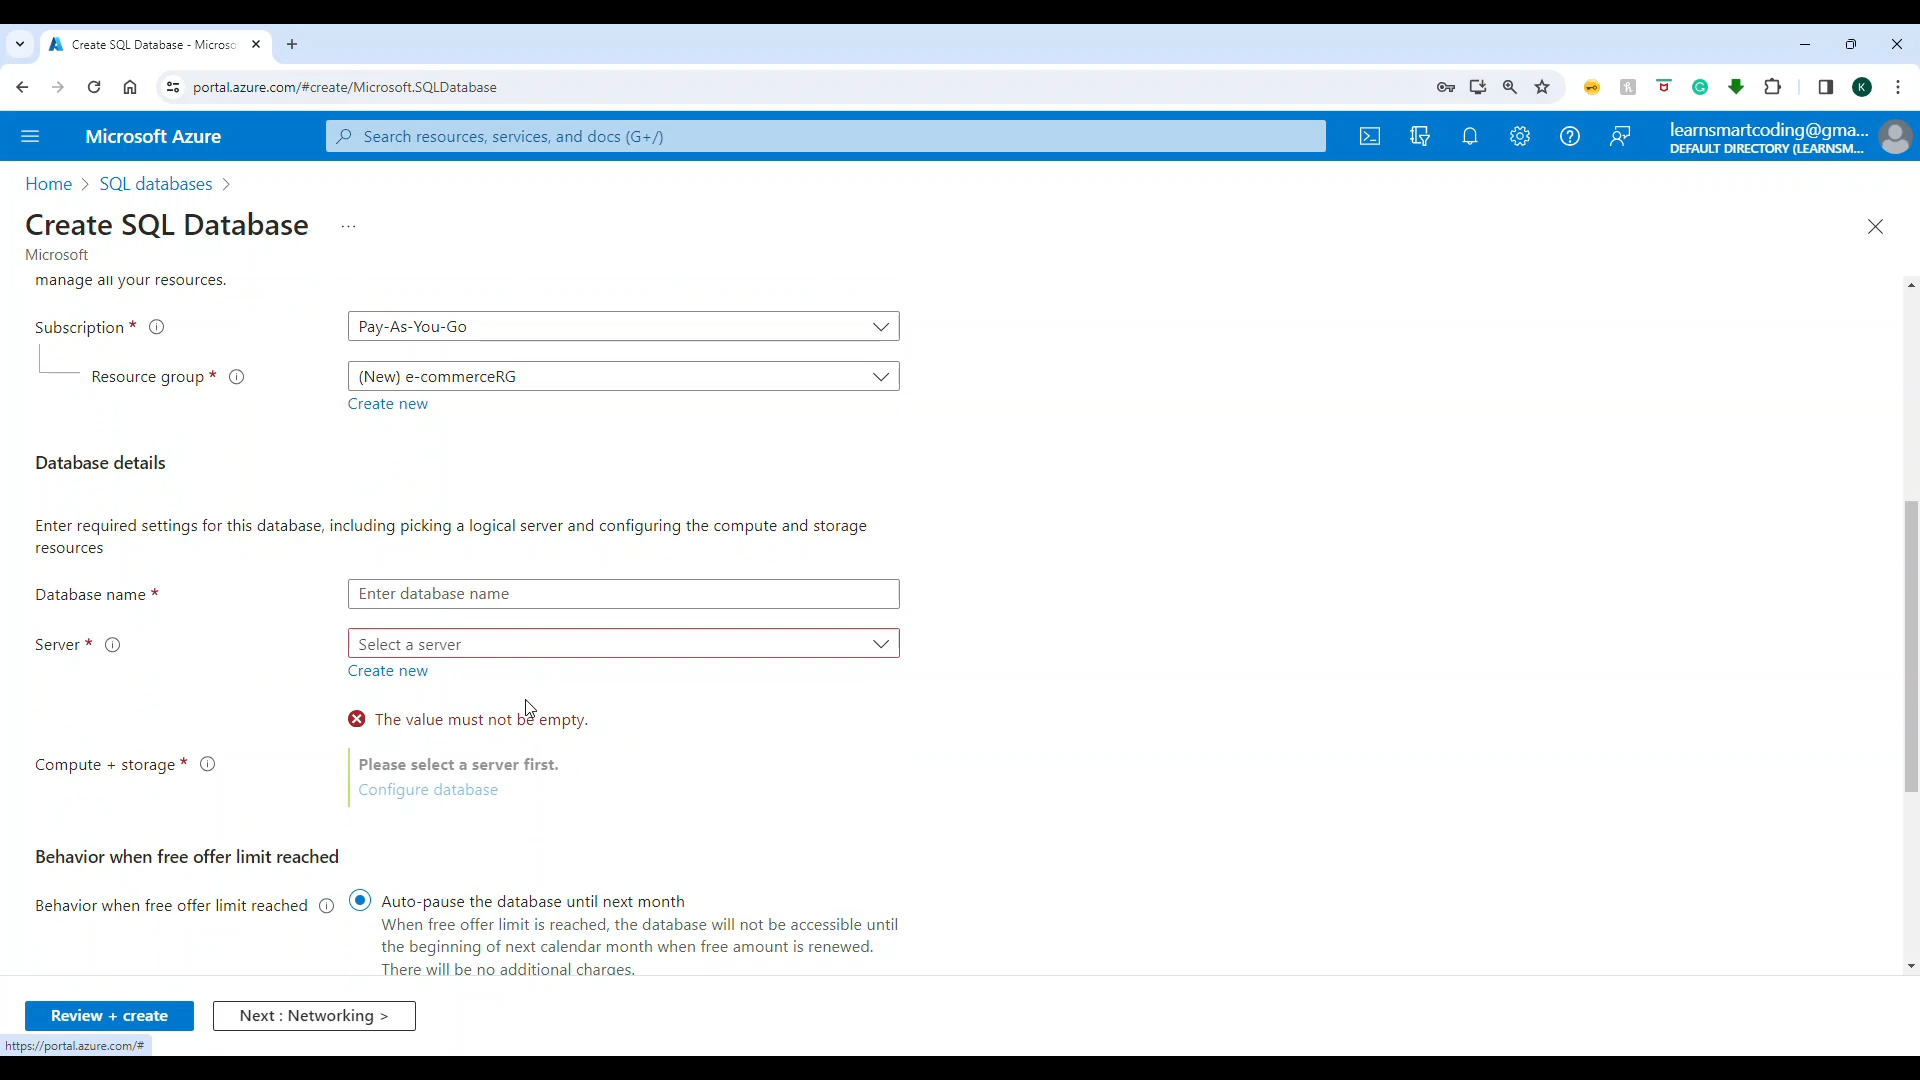 Create SQL Database - Microso
portal.azure.com/#create/Microsoft.SQLDatabase
K
Microsoft Azure
Search resources, services, and docs (G+/)
learnsmartcoding@gma...
DEFAULT DIRECTORY (LEARNSM...
Home > SQL databases >
Create SQL Database ...
Microsoft
manage all your resources.
Subscription *
Pay-As-You-Go
Resource group *
(New) e-commerceRG
Create new
Database details
Enter required settings for this database, including picking a logical server and configuring the compute and storage
resources
Database name *
Enter database name
Server *
Select a server
Create new
The value must not be empty.
Compute + storage *
Please select a server first.
Configure database
Behavior when free offer limit reached
Behavior when free offer limit reached
Auto-pause the database until next month
When free offer limit is reached, the database will not be accessible until
the beginning of next calendar month when free amount is renewed.
There will be no additional charges.
Review + create
Next : Networking >
https://portal.azure.com/#